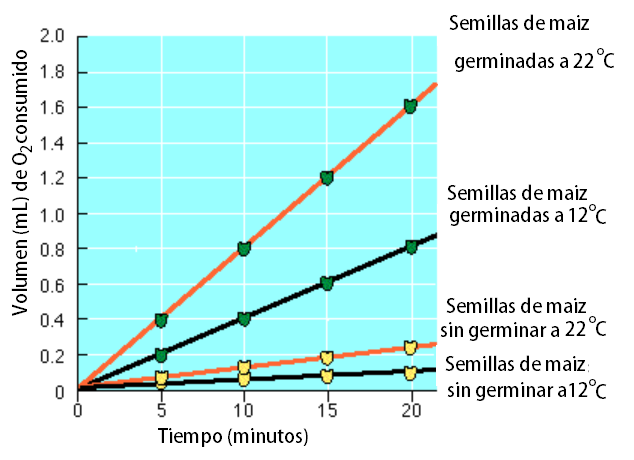 Semillas de maiz
germinadas a 22°C
Volumen (mL) de O2 consumido
2.0
1.8
1.6
1.4
1.2
1.0
0.8
0.6
0.4
0.2
0
Semillas de maiz
germinadas a 12°C
Semillas de maiz
sin germinar a 22°C
Semillas de maiz
sin germinar a12°C
0 5 10 15 20
Tiempo (minutos)